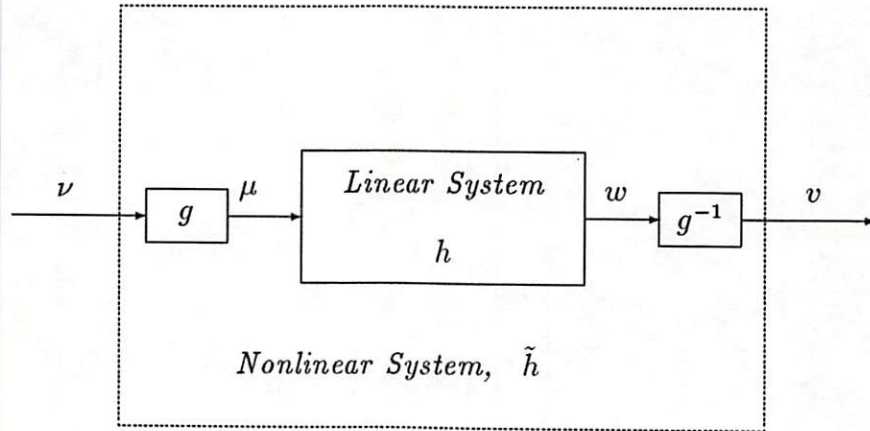 ν
g
μ
Linear System
h
w
g⁻¹
v
Nonlinear System, h̃